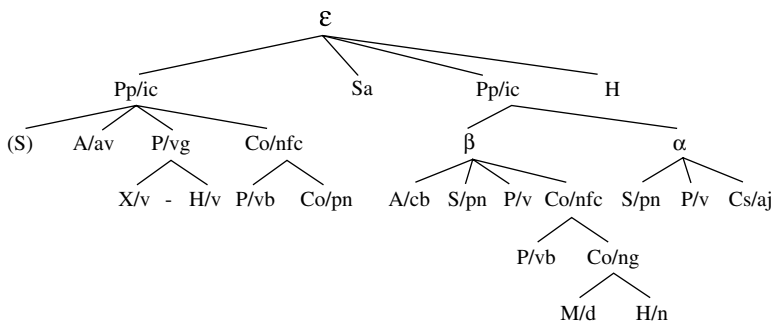 ε
Pp/ic Sa Pp/ic H
(S) A/av P/vg Co/nfc β α
X/v - H/v P/vb Co/pn A/cb S/pn P/v Co/nfc S/pn P/v Cs/aj
P/vb Co/ng
M/d H/n